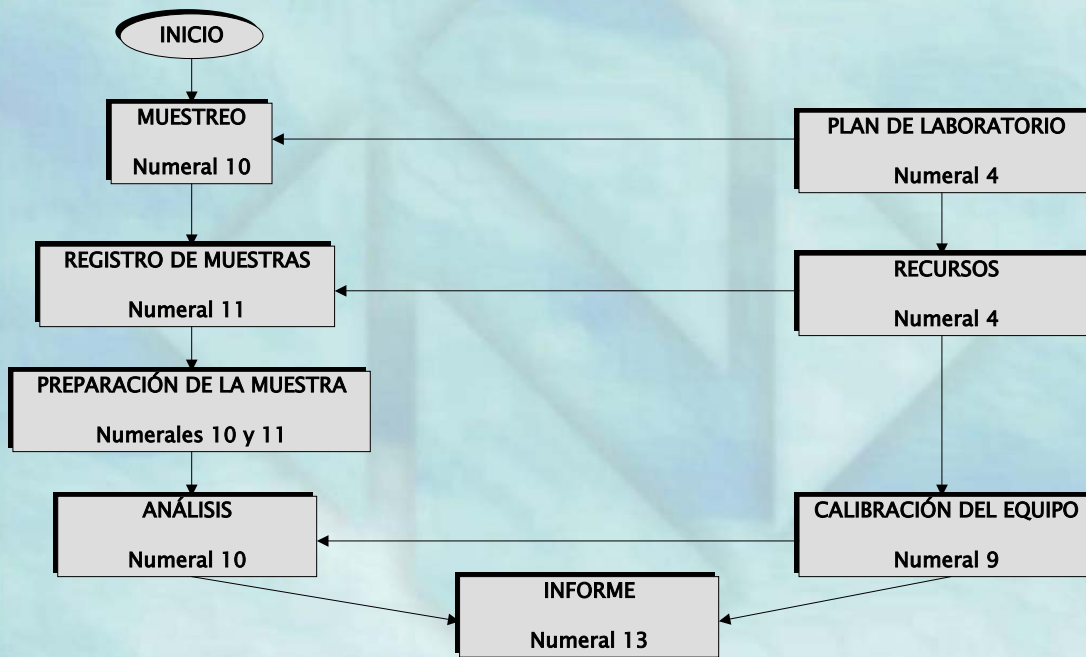 INICIO
MUESTREO
Numeral 10
PLAN DE LABORATORIO
Numeral 4
REGISTRO DE MUESTRAS
Numeral 11
RECURSOS
Numeral 4
PREPARACIÓN DE LA MUESTRA
Numerales 10 y 11
ANÁLISIS
Numeral 10
CALIBRACIÓN DEL EQUIPO
Numeral 9
INFORME
Numeral 13